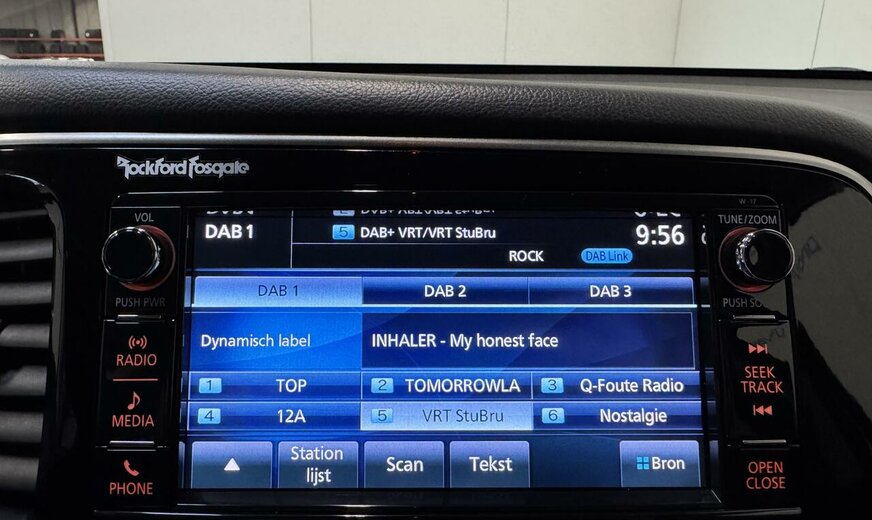 Rockford Fosgate
W-17
VOL
PUSH PWR
RADIO
MEDIA
PHONE
DAB 1
5 DAB+ VRT/VRT StuBru
9:56
ROCK
DAB Link
DAB 1 DAB 2 DAB 3
Dynamisch label INHALER - My honest face
1 TOP 2 TOMORROWLA 3 Q-Foute Radio
4 12A 5 VRT StuBru 6 Nostalgie
Station lijst
Scan
Tekst
Bron
TUNE/ZOOM
PUSH
SEEK
TRACK
OPEN
CLOSE